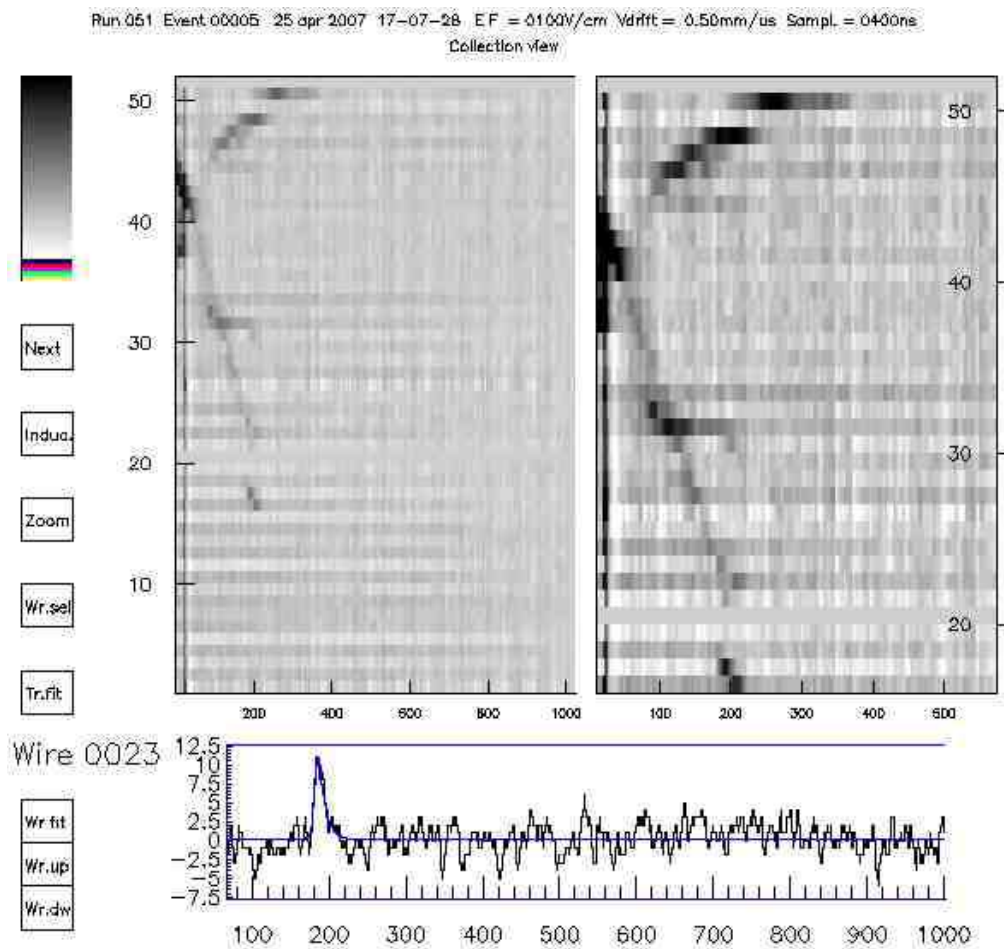 Run 051 Event 00005 25 apr 2007 17-07-28 E F = 0100V/cm Vdrift = 0.50mm/us Sampl. = 0400ns
Collection view
50
40
30
20
10
200 400 600 800 1000
50
40
30
20
100 200 300 400 500 600
Next
Induc.
Zoom
Wr.sel
Tr.fit
Wire 0023
Wr fit
Wr.up
Wr.dw
12.5
10
7.5
5
2.5
0
-2.5
-5
-7.5
100 200 300 400 500 600 700 800 900 1000